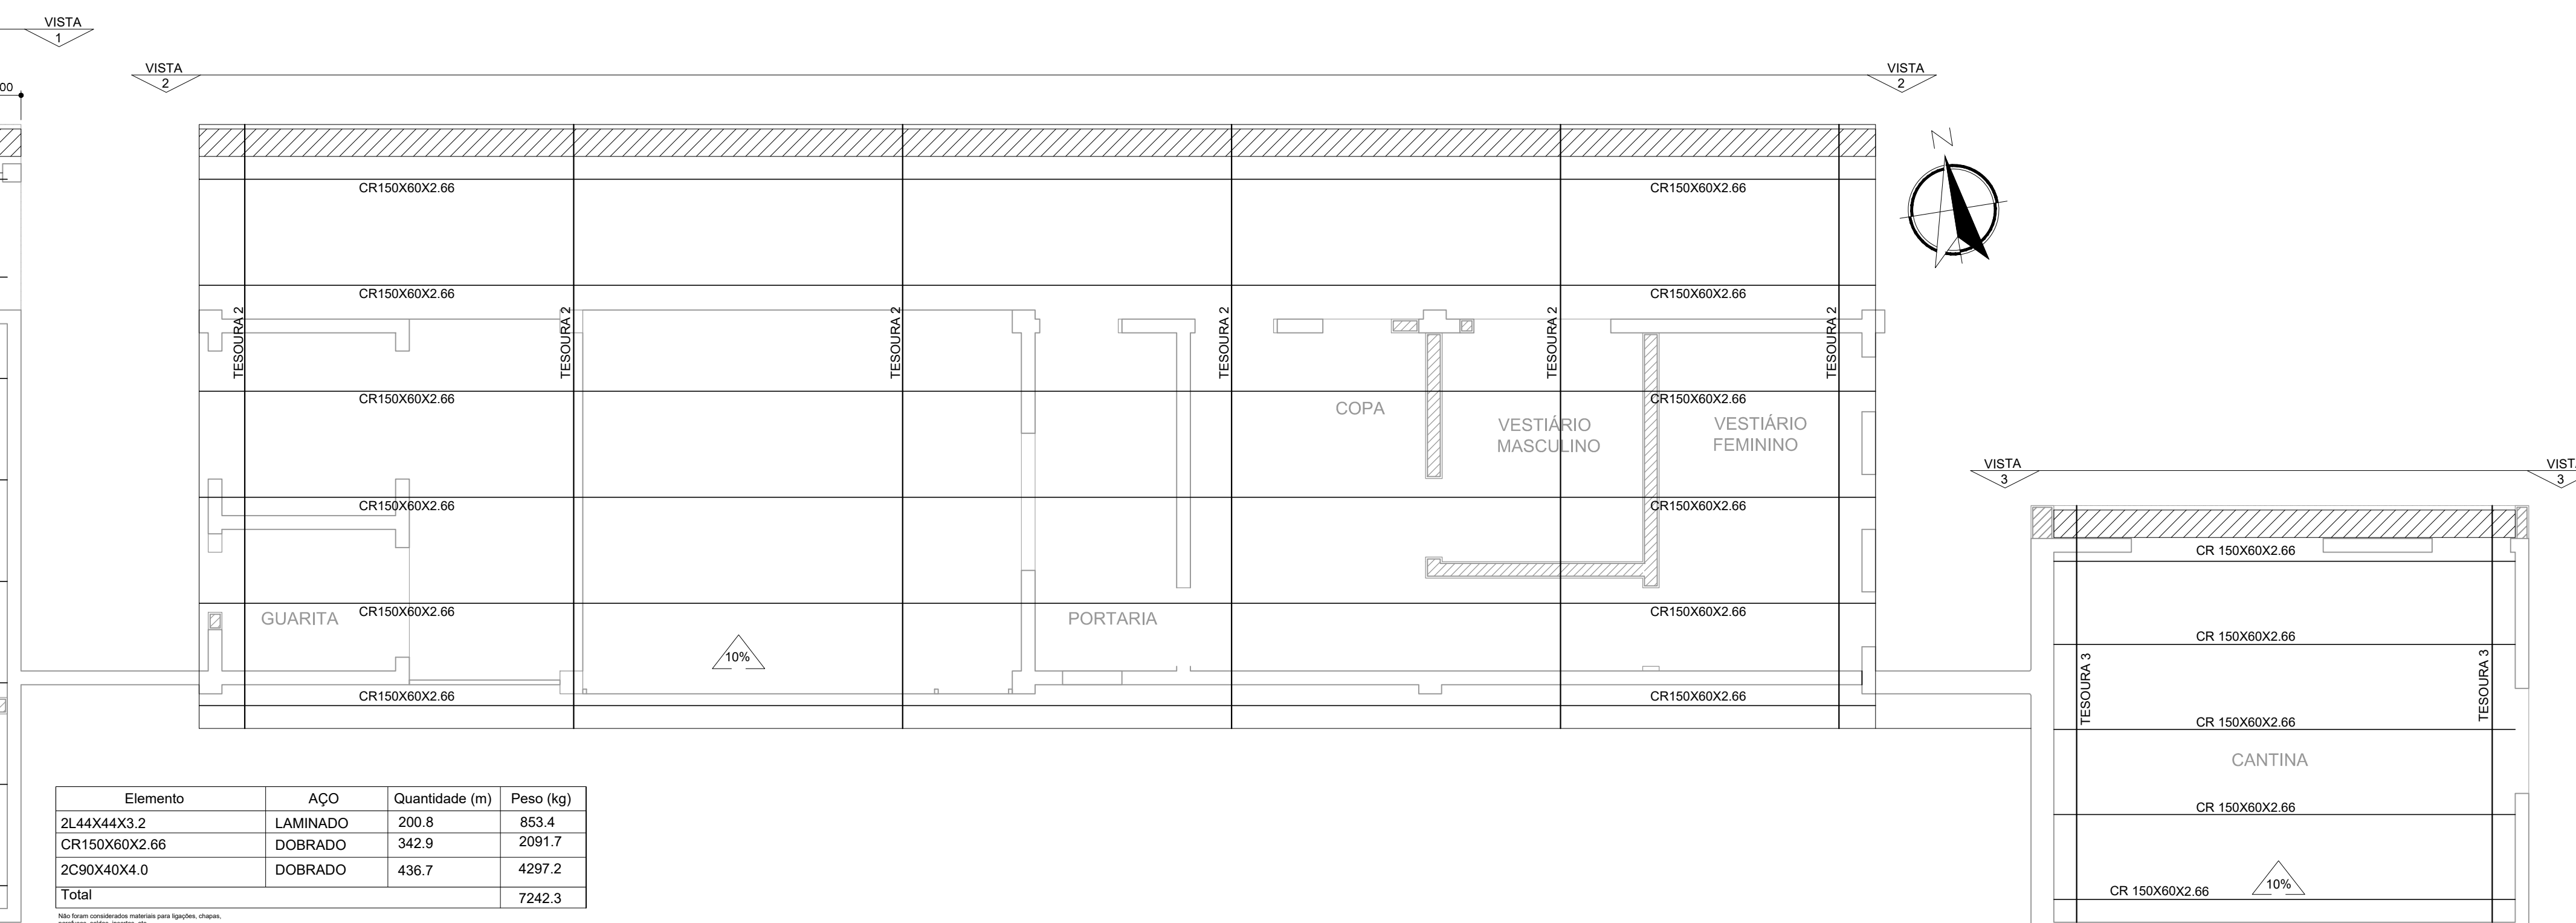 VISTA
1
00
VISTA
2
VISTA
2
N
CR150X60X2.66
CR150X60X2.66
CR150X60X2.66
CR150X60X2.66
TESOURA 2
TESOURA 2
TESOURA 2
TESOURA 2
TESOURA 2
TESOURA 2
CR150X60X2.66
CR150X60X2.66
COPA
VESTIÁRIO
MASCULINO
VESTIÁRIO
FEMININO
CR150X60X2.66
CR150X60X2.66
CR150X60X2.66
CR150X60X2.66
GUARITA
PORTARIA
10%
CR150X60X2.66
CR150X60X2.66
VISTA
3
VISTA
3
CR 150X60X2.66
CR 150X60X2.66
TESOURA 3
TESOURA 3
CR 150X60X2.66
CANTINA
CR 150X60X2.66
CR 150X60X2.66
10%
Elemento AÇO Quantidade (m) Peso (kg)
2L44X44X3.2 LAMINADO 200.8 853.4
CR150X60X2.66 DOBRADO 342.9 2091.7
2C90X40X4.0 DOBRADO 436.7 4297.2
Total 7242.3
Não foram considerados materiais para ligações, chapas,